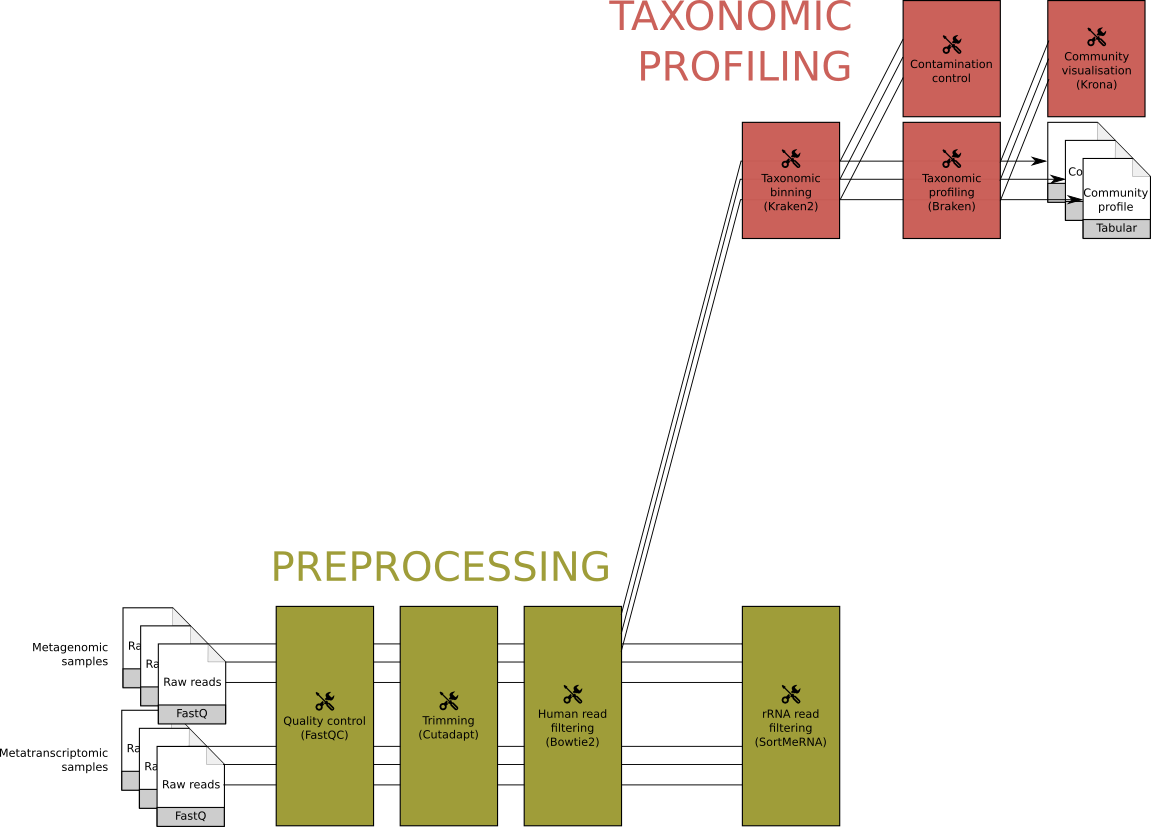 TAXONOMIC
PROFILING
Contamination
control
Community
visualisation
(Krona)
Taxonomic
binning
(Kraken2)
Taxonomic
profiling
(Braken)
Co
Community
profile
Tabular
PREPROCESSING
Metagenomic
samples
Ra
Ra
Raw reads
FastQ
Metatranscriptomic
samples
Ra
Ra
Raw reads
FastQ
Quality control
(FastQC)
Trimming
(Cutadapt)
Human read
filtering
(Bowtie2)
rRNA read
filtering
(SortMeRNA)